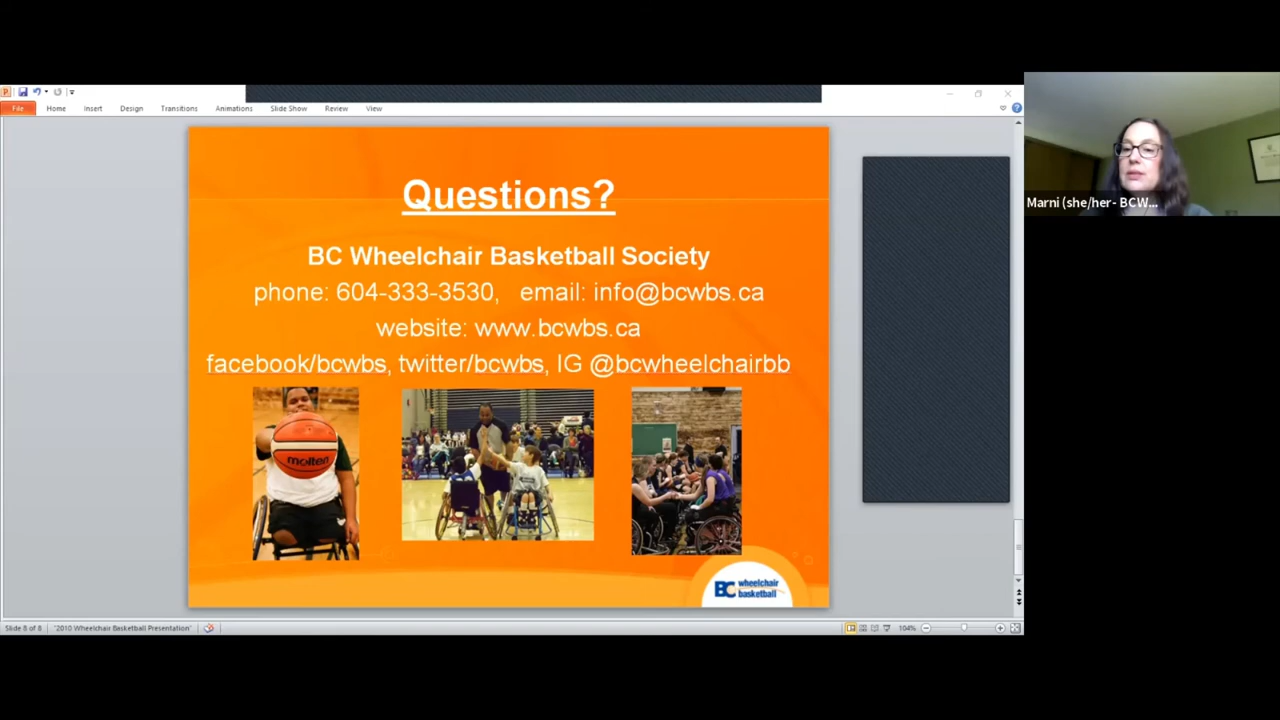 File Home Insert Design Transitions Animations Slide Show Review View
Questions?
BC Wheelchair Basketball Society
phone: 604-333-3530, email: info@bcwbs.ca
website: www.bcwbs.ca
facebook/bcwbs, twitter/bcwbs, IG @bcwheelchairbb
molten
BC wheelchair
basketball
Slide 8 of 8 "2010 Wheelchair Basketball Presentation" 104%
Marni (she/her- BCW...